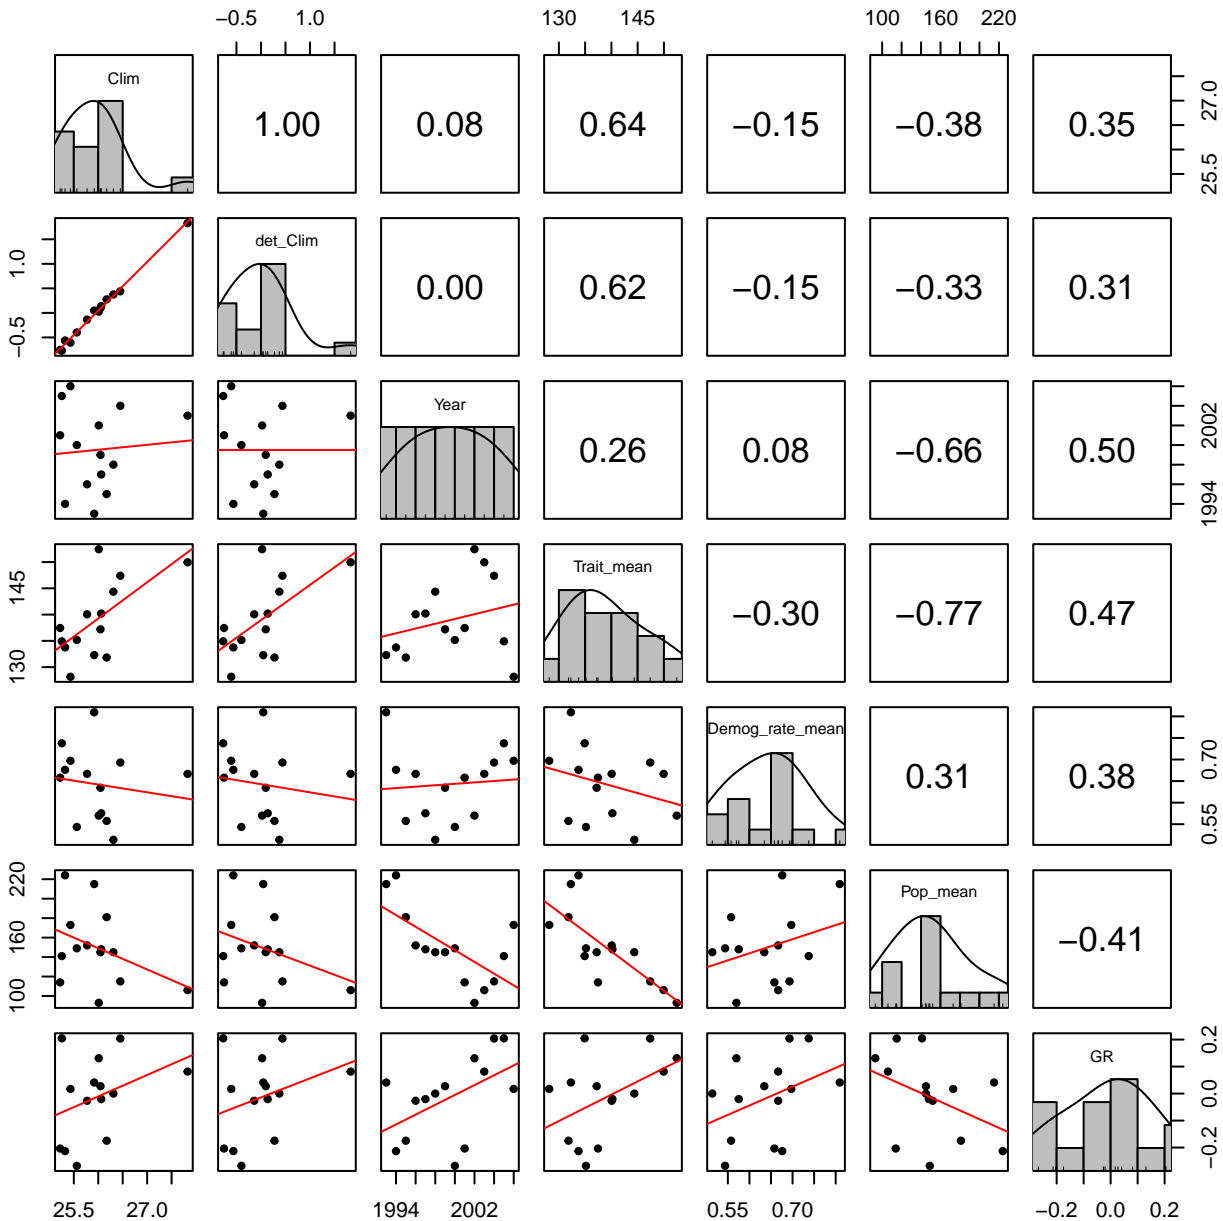 -0.5 1.0 130 145 100 160 220
Clim 1.00 0.08 0.64 −0.15 −0.38 0.35
25.5 27.0
det_Clim 0.00 0.62 −0.15 −0.33 0.31
−0.5 1.0
Year 0.26 0.08 −0.66 0.50
1994 2002
Trait_mean −0.30 −0.77 0.47
130 145
Demog_rate_mean 0.31 0.38
0.55 0.70
Pop_mean −0.41
100 160 220
GR
−0.2 0.0 0.2
25.5 27.0 1994 2002 0.55 0.70 −0.2 0.0 0.2